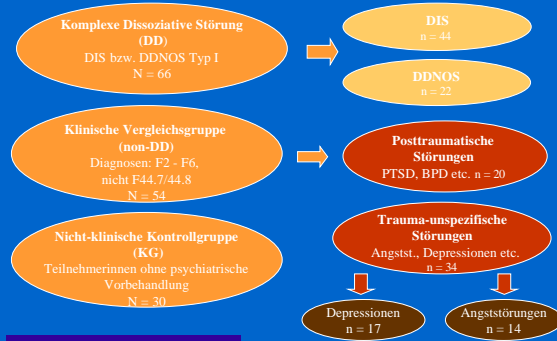 Komplexe Dissoziative Störung
(DD)
DIS bzw. DDNOS Typ I
N = 66
DIS
n = 44
DDNOS
n = 22
Klinische Vergleichsgruppe
(non-DD)
Diagnosen: F2 - F6,
nicht F44.7/44.8
N = 54
Posttraumatische
Störungen
PTSD, BPD etc. n = 20
Nicht-klinische Kontrollgruppe
(KG)
Teilnehmerinnen ohne psychiatrische
Vorbehandlung
N = 30
Trauma-unspezifische
Störungen
Angstst., Depressionen etc.
n = 34
Depressionen
n = 17
Angststörungen
n = 14